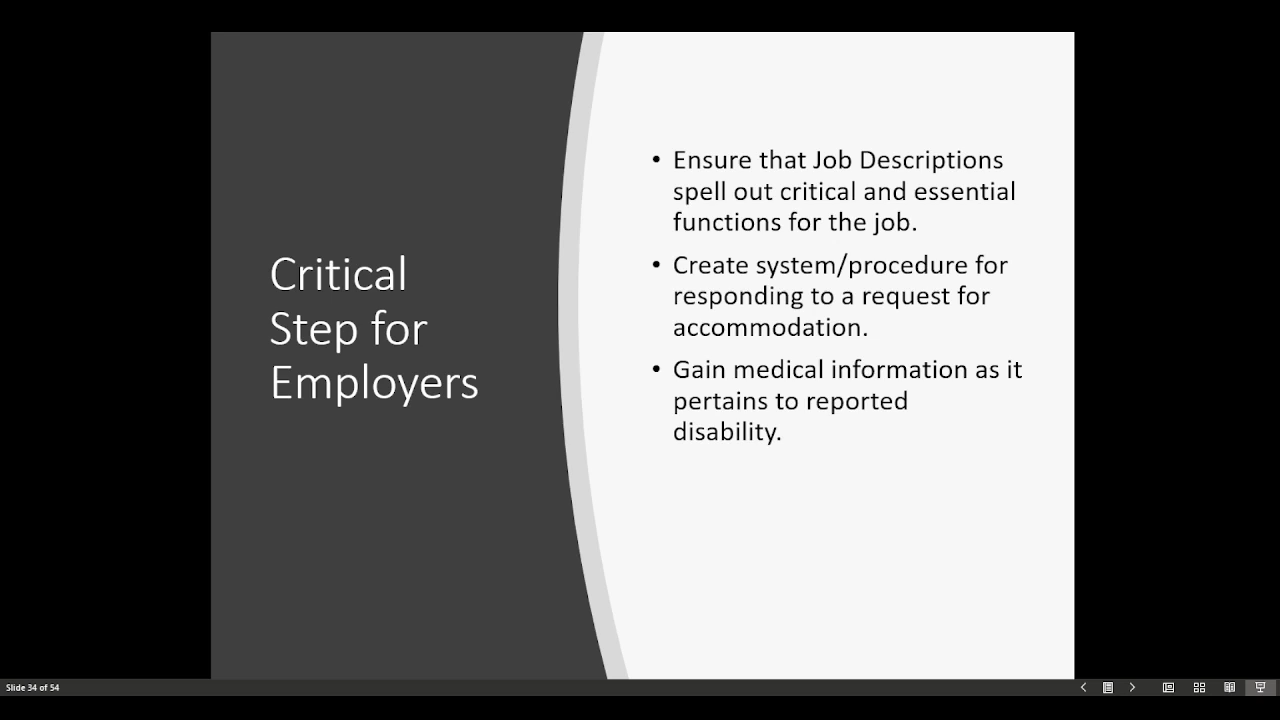 Critical
Step for
Employers
• Ensure that Job Descriptions
spell out critical and essential
functions for the job.
• Create system/procedure for
responding to a request for
accommodation.
• Gain medical information as it
pertains to reported
disability.
Slide 34 of 54